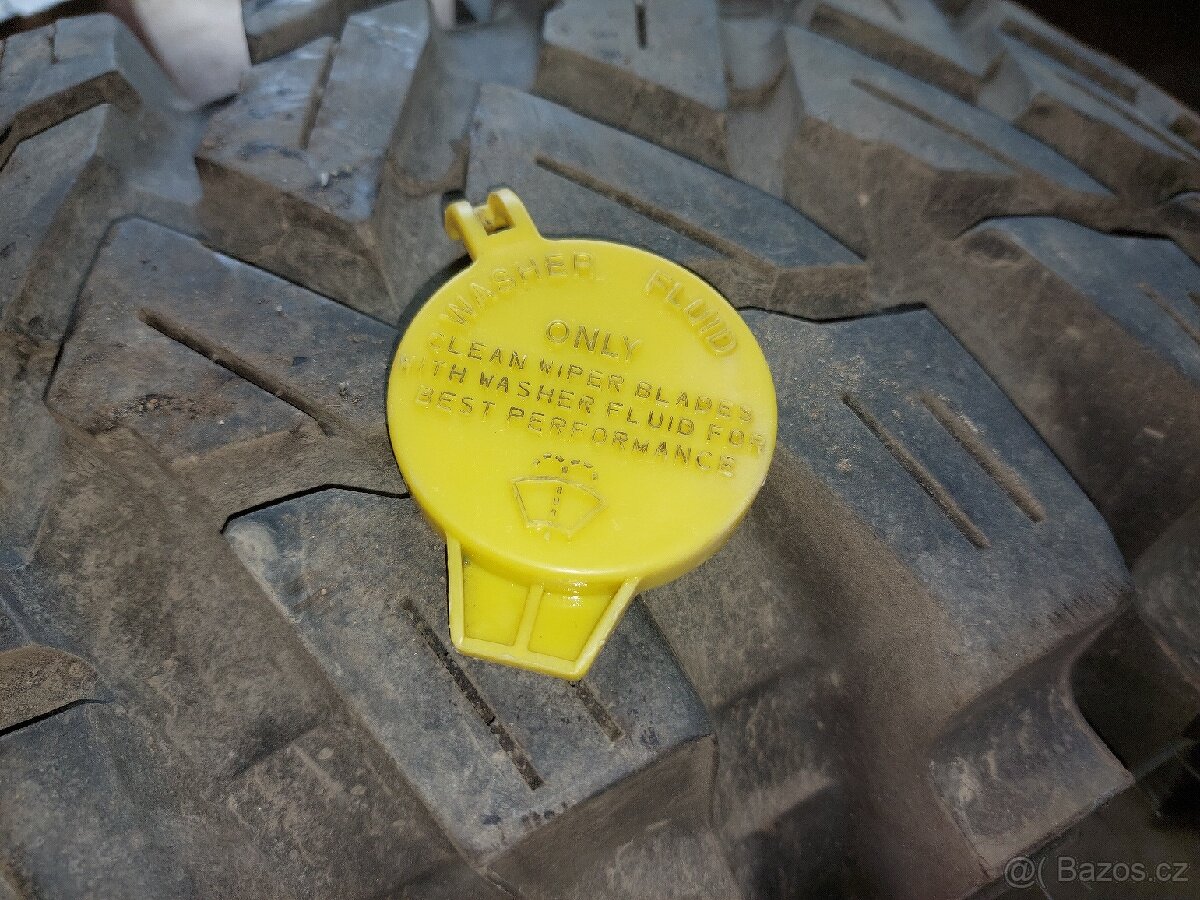 WASHER FLUID
ONLY
CLEAN WIPER BLADES
WITH WASHER FLUID FOR
BEST PERFORMANCE
@( Bazos.cz